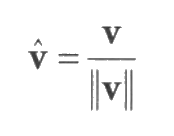 v̂ = v / ‖v‖